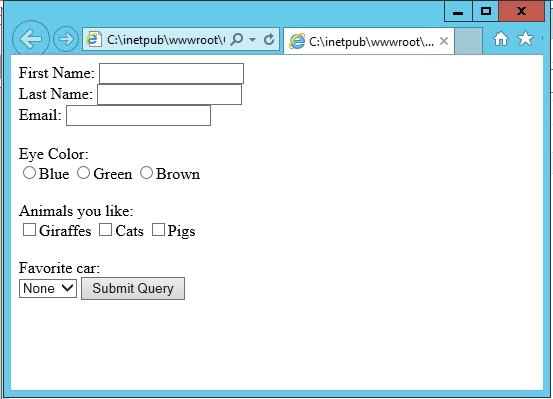 C:\inetpub\wwwroot\
C:\inetpub\wwwroot\...
First Name:
Last Name:
Email:
Eye Color:
Blue Green Brown
Animals you like:
Giraffes Cats Pigs
Favorite car:
None Submit Query